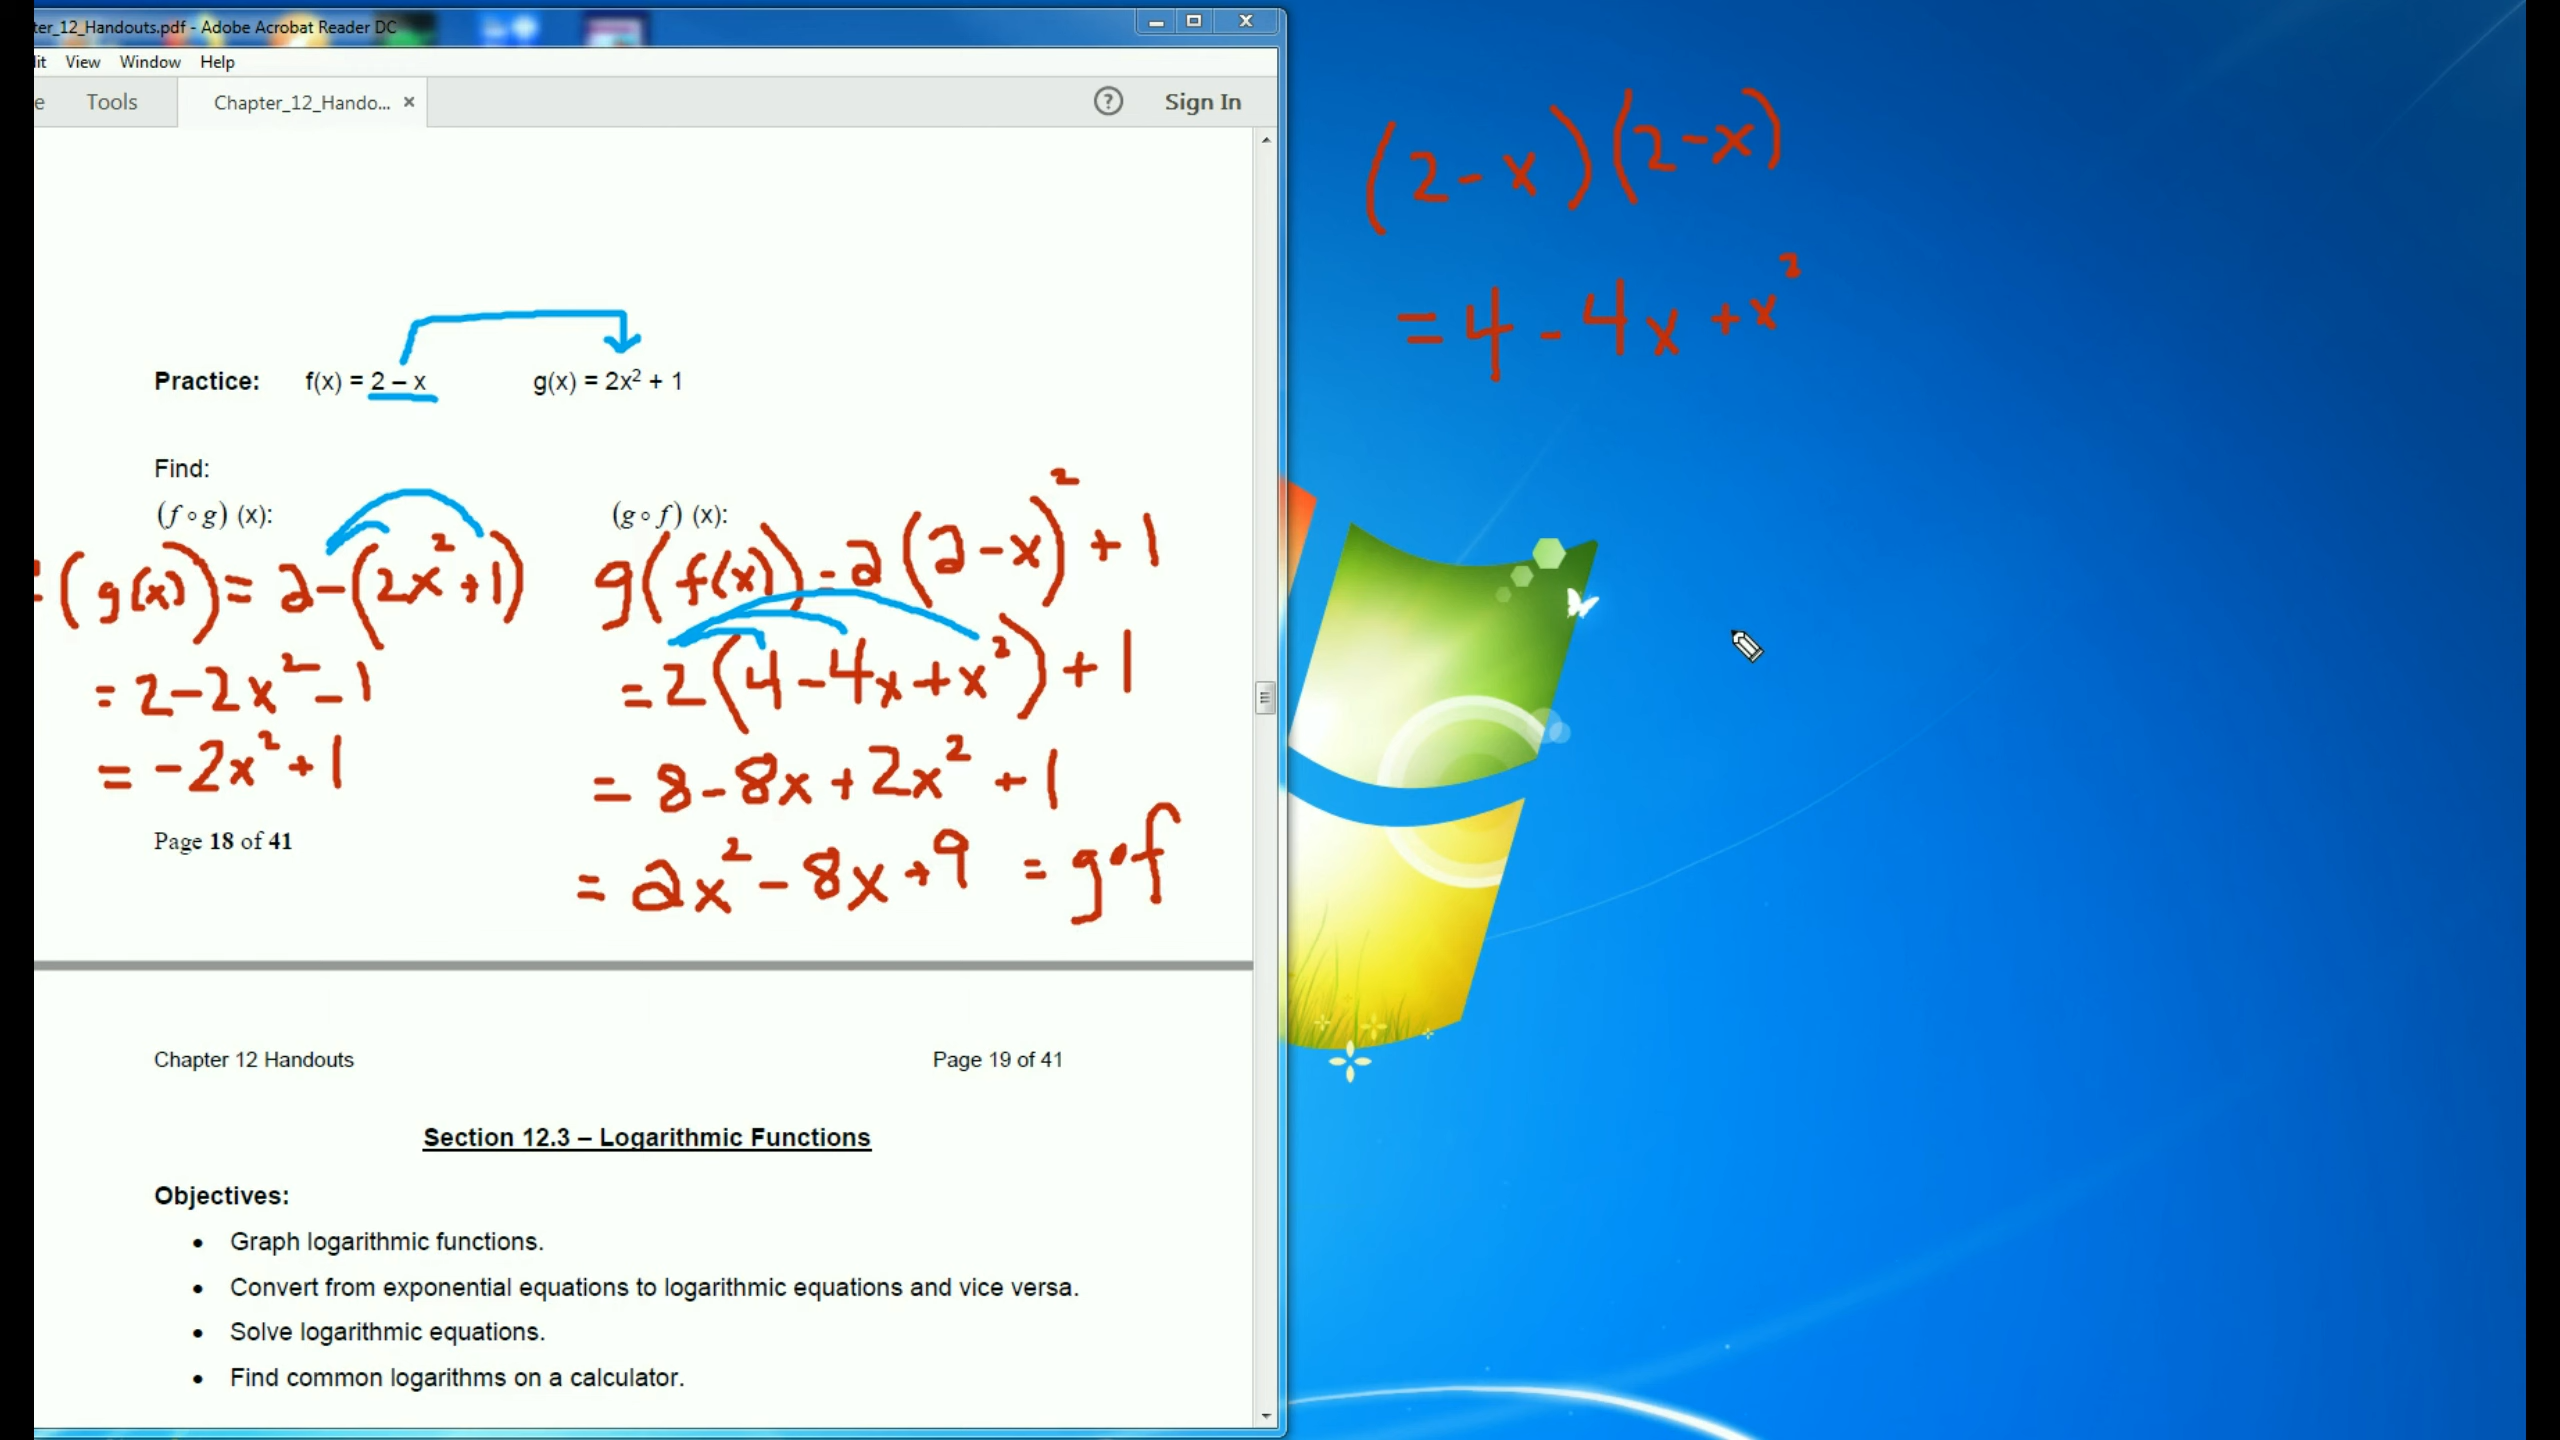 ter_12_Handouts.pdf - Adobe Acrobat Reader DC
lit View Window Help
e Tools Chapter_12_Hando... × ? Sign In
(2-x)(2-x)
= 4 - 4x + x²
Practice: f(x) = 2 – x g(x) = 2x² + 1
Find:
(f ∘ g) (x): (g ∘ f) (x):
(g(x)) = 2-(2x²+1) g(f(x)) = 2(2-x)² + 1
= 2-2x²-1 = 2(4-4x+x²)+1
= -2x²+1 = 8-8x+2x²+1
Page 18 of 41
= 2x²-8x+9 = g∘f
Chapter 12 Handouts Page 19 of 41
Section 12.3 – Logarithmic Functions
Objectives:
• Graph logarithmic functions.
• Convert from exponential equations to logarithmic equations and vice versa.
• Solve logarithmic equations.
• Find common logarithms on a calculator.